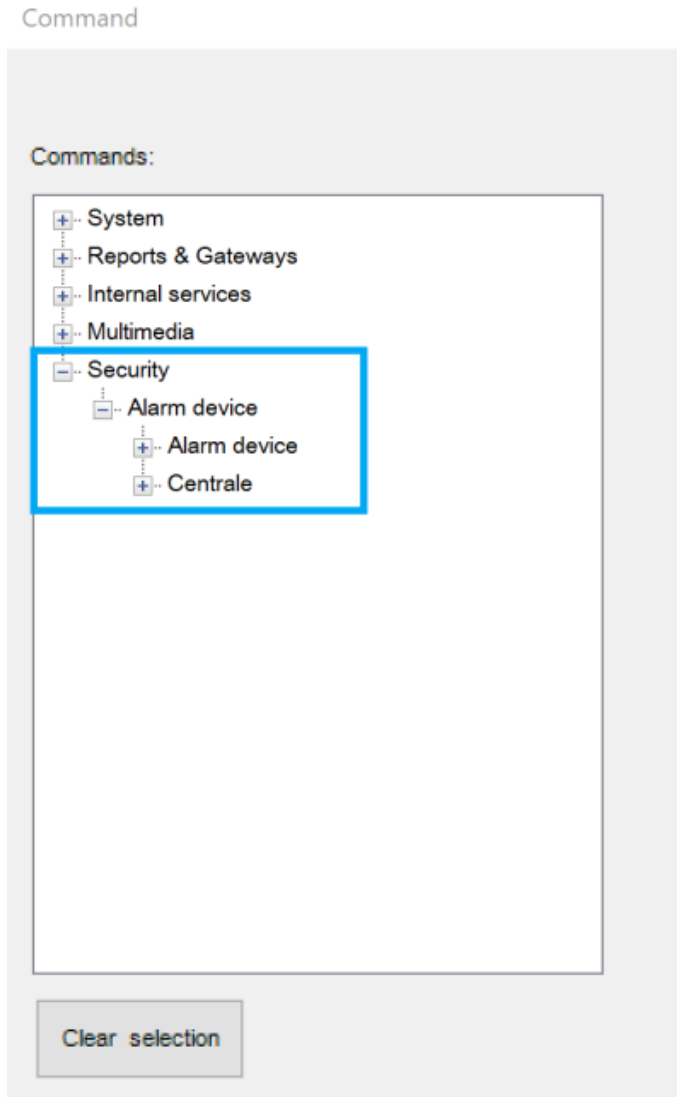 Command
Commands:
System
Reports & Gateways
Internal services
Multimedia
Security
Alarm device
Alarm device
Centrale
Clear selection